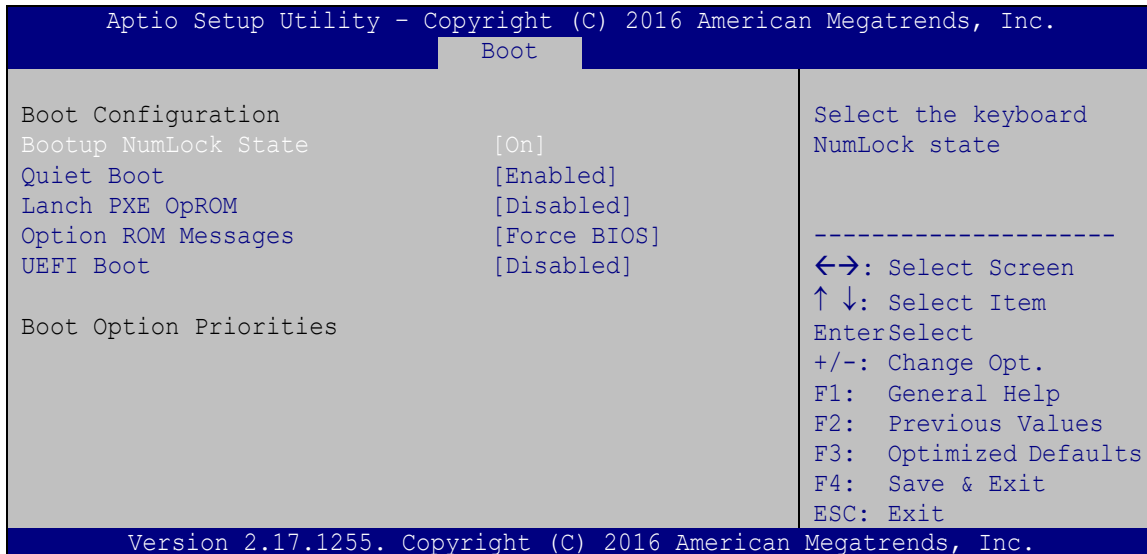 Aptio Setup Utility – Copyright (C) 2016 American Megatrends, Inc.
Boot
Boot Configuration
Bootup NumLock State [On]
Quiet Boot [Enabled]
Lanch PXE OpROM [Disabled]
Option ROM Messages [Force BIOS]
UEFI Boot [Disabled]
Boot Option Priorities
Select the keyboard
NumLock state
---------------------
←→: Select Screen
↑ ↓: Select Item
EnterSelect
+/-: Change Opt.
F1: General Help
F2: Previous Values
F3: Optimized Defaults
F4: Save & Exit
ESC: Exit
Version 2.17.1255. Copyright (C) 2016 American Megatrends, Inc.